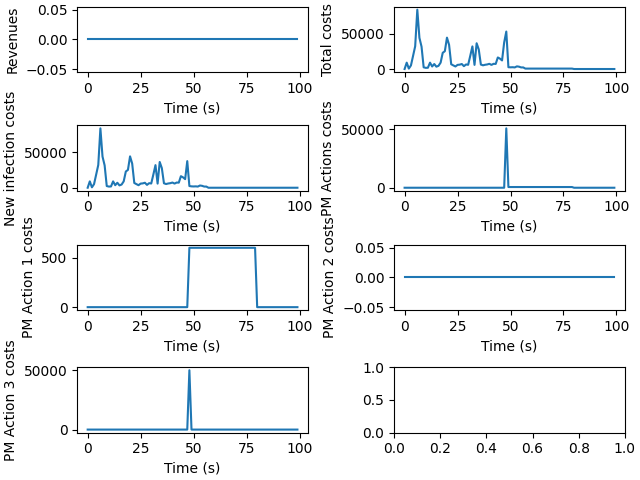 Revenues
0.05
0.00
−0.05
0 25 50 75 100
Time (s)
Total costs
50000
0
0 25 50 75 100
Time (s)
New infection costs
50000
0
0 25 50 75 100
Time (s)
PM Actions costs
50000
0
0 25 50 75 100
Time (s)
PM Action 1 costs
500
0
0 25 50 75 100
Time (s)
PM Action 2 costs
0.05
0.00
−0.05
0 25 50 75 100
Time (s)
PM Action 3 costs
50000
0
0 25 50 75 100
Time (s)
1.0
0.5
0.0
0.0 0.2 0.4 0.6 0.8 1.0